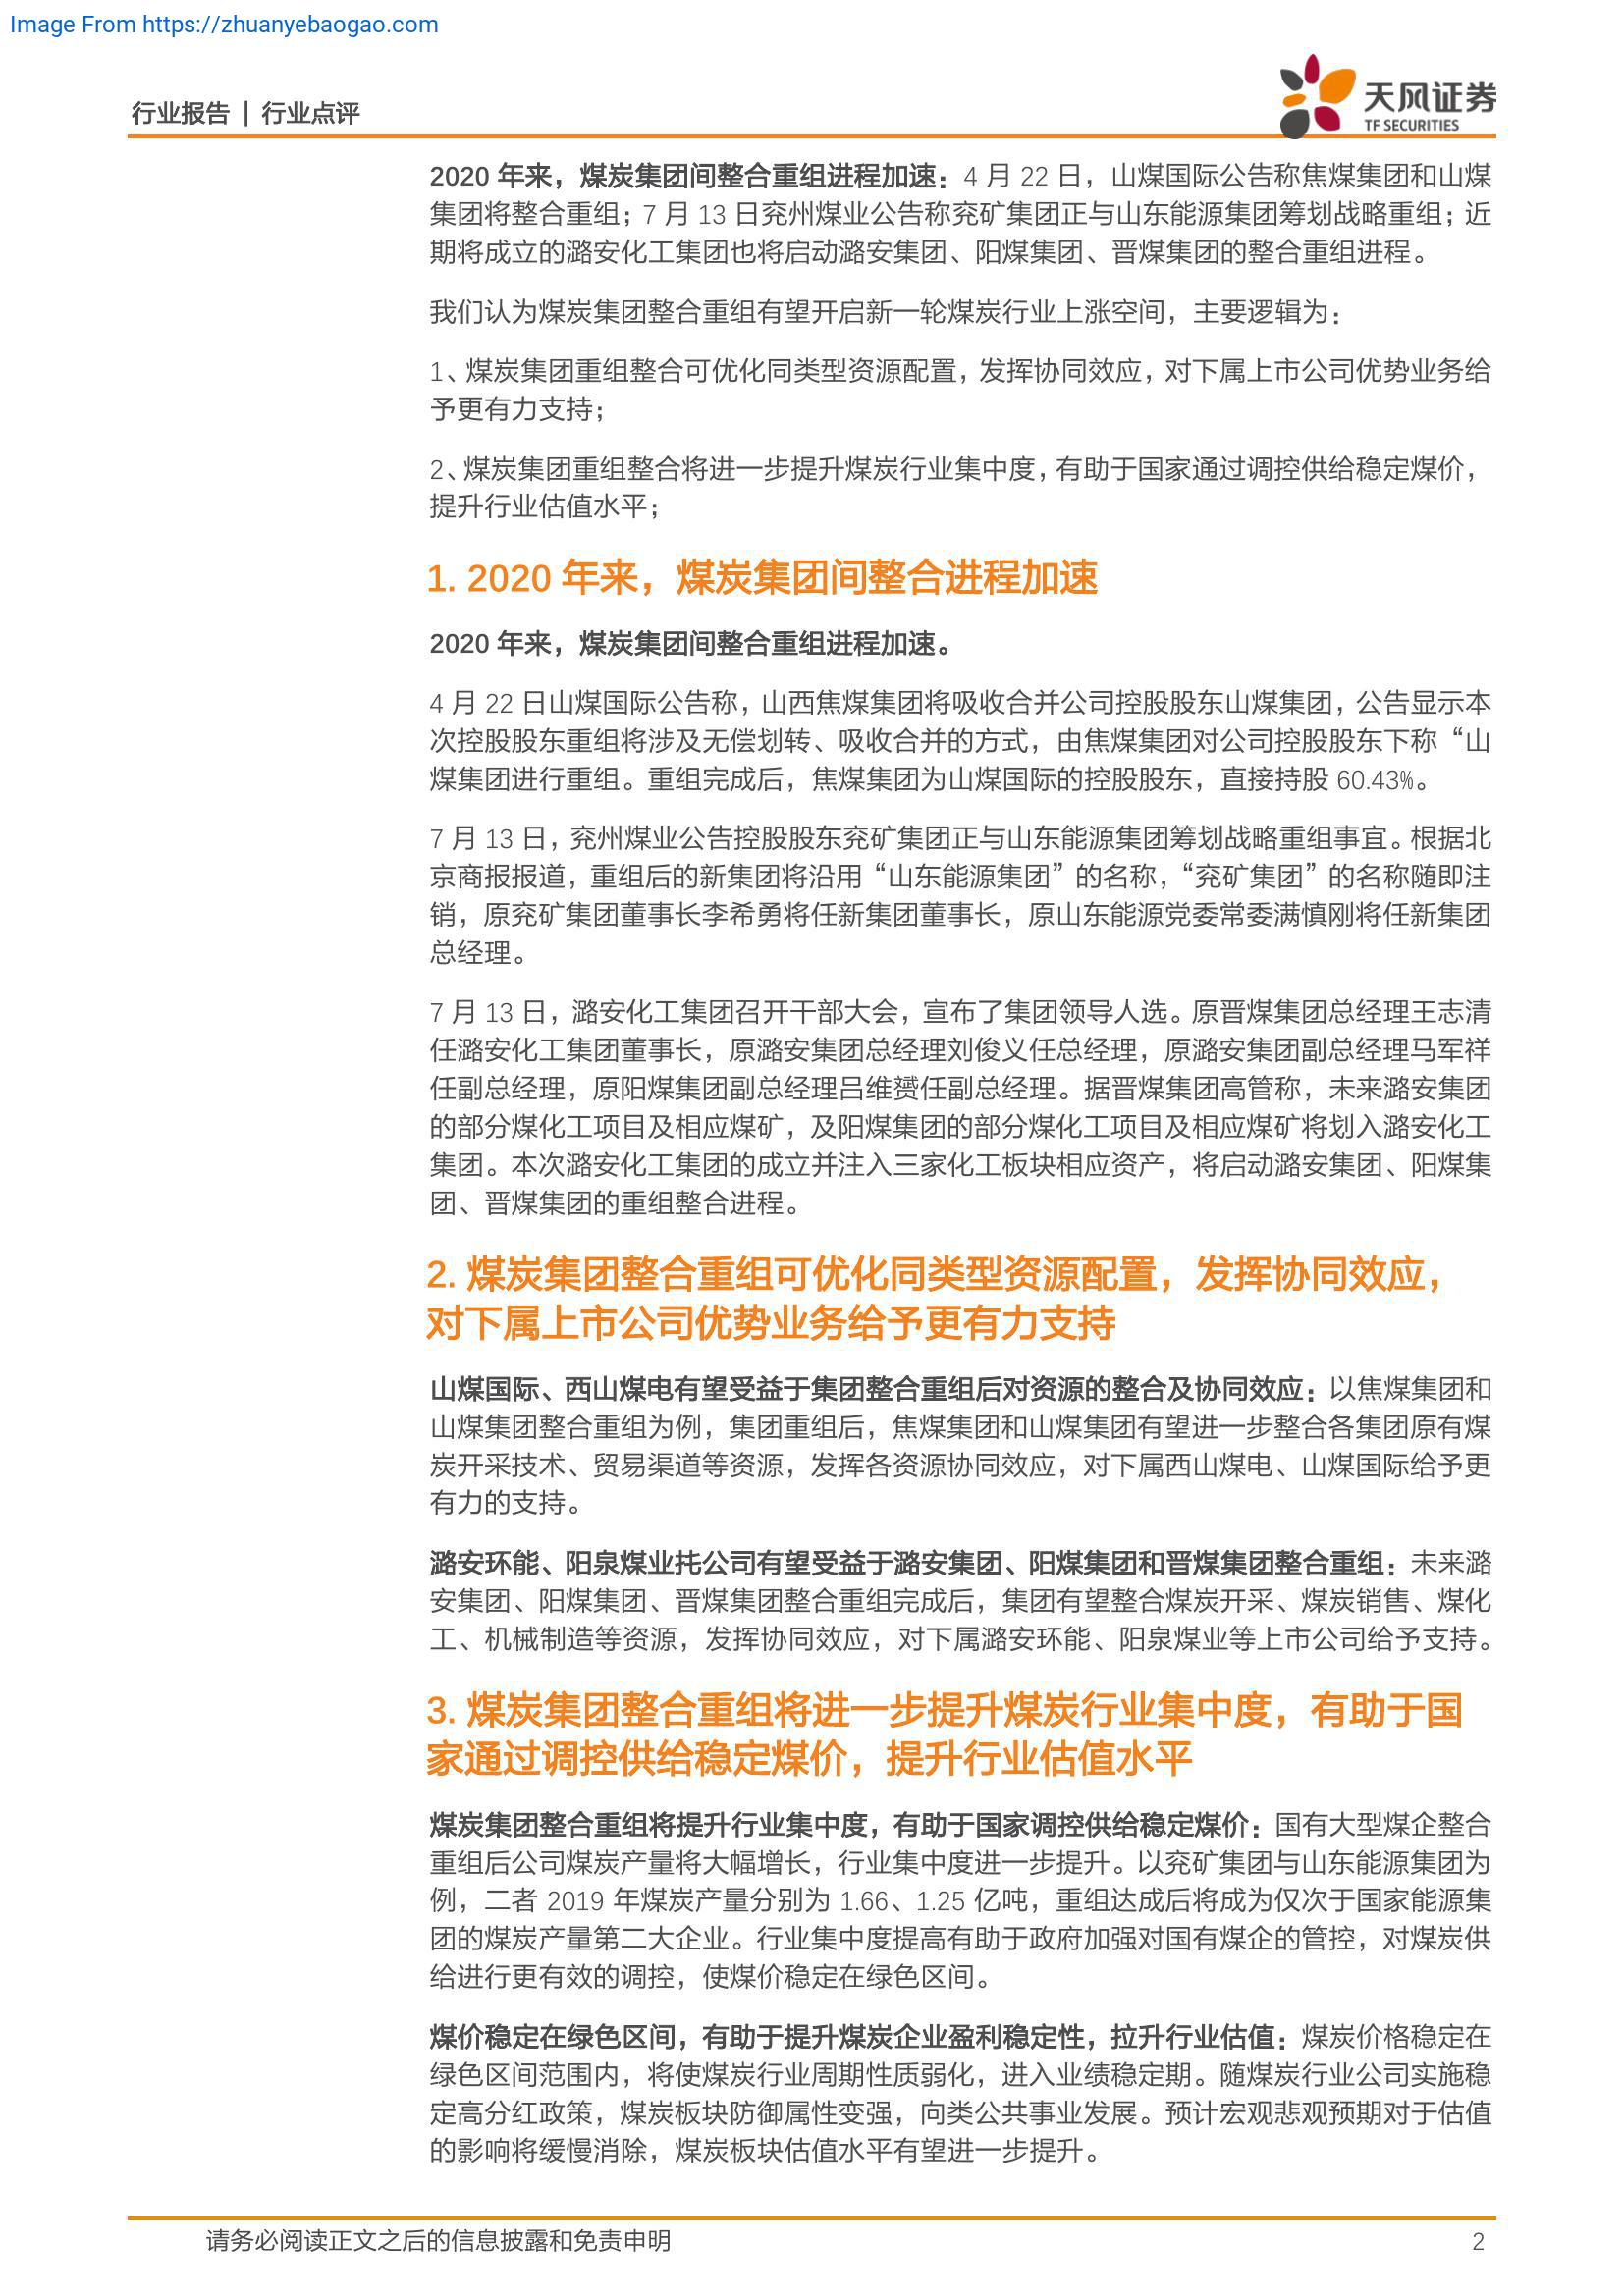 Image From https://zhuanyebaogao.com
行业报告 | 行业点评
天风证券
TF SECURITIES
2020 年来，煤炭集团间整合重组进程加速：4 月 22 日，山煤国际公告称焦煤集团和山煤
集团将整合重组；7 月 13 日兖州煤业公告称兖矿集团正与山东能源集团筹划战略重组；近
期将成立的潞安化工集团也将启动潞安集团、阳煤集团、晋煤集团的整合重组进程。
我们认为煤炭集团整合重组有望开启新一轮煤炭行业上涨空间，主要逻辑为：
1、煤炭集团重组整合可优化同类型资源配置，发挥协同效应，对下属上市公司优势业务给
予更有力支持；
2、煤炭集团重组整合将进一步提升煤炭行业集中度，有助于国家通过调控供给稳定煤价，
提升行业估值水平；
1. 2020 年来，煤炭集团间整合进程加速
2020 年来，煤炭集团间整合重组进程加速。
4 月 22 日山煤国际公告称，山西焦煤集团将吸收合并公司控股股东山煤集团，公告显示本
次控股股东重组将涉及无偿划转、吸收合并的方式，由焦煤集团对公司控股股东下称“山
煤集团进行重组。重组完成后，焦煤集团为山煤国际的控股股东，直接持股 60.43%。
7 月 13 日，兖州煤业公告控股股东兖矿集团正与山东能源集团筹划战略重组事宜。根据北
京商报报道，重组后的新集团将沿用“山东能源集团”的名称，“兖矿集团”的名称随即注
销，原兖矿集团董事长李希勇将任新集团董事长，原山东能源党委常委满慎刚将任新集团
总经理。
7 月 13 日，潞安化工集团召开干部大会，宣布了集团领导人选。原晋煤集团总经理王志清
任潞安化工集团董事长，原潞安集团总经理刘俊义任总经理，原潞安集团副总经理马军祥
任副总经理，原阳煤集团副总经理吕维赟任副总经理。据晋煤集团高管称，未来潞安集团
的部分煤化工项目及相应煤矿，及阳煤集团的部分煤化工项目及相应煤矿将划入潞安化工
集团。本次潞安化工集团的成立并注入三家化工板块相应资产，将启动潞安集团、阳煤集
团、晋煤集团的重组整合进程。
2. 煤炭集团整合重组可优化同类型资源配置，发挥协同效应，
对下属上市公司优势业务给予更有力支持
山煤国际、西山煤电有望受益于集团整合重组后对资源的整合及协同效应：以焦煤集团和
山煤集团整合重组为例，集团重组后，焦煤集团和山煤集团有望进一步整合各集团原有煤
炭开采技术、贸易渠道等资源，发挥各资源协同效应，对下属西山煤电、山煤国际给予更
有力的支持。
潞安环能、阳泉煤业托公司有望受益于潞安集团、阳煤集团和晋煤集团整合重组：未来潞
安集团、阳煤集团、晋煤集团整合重组完成后，集团有望整合煤炭开采、煤炭销售、煤化
工、机械制造等资源，发挥协同效应，对下属潞安环能、阳泉煤业等上市公司给予支持。
3. 煤炭集团整合重组将进一步提升煤炭行业集中度，有助于国
家通过调控供给稳定煤价，提升行业估值水平
煤炭集团整合重组将提升行业集中度，有助于国家调控供给稳定煤价：国有大型煤企整合
重组后公司煤炭产量将大幅增长，行业集中度进一步提升。以兖矿集团与山东能源集团为
例，二者 2019 年煤炭产量分别为 1.66、1.25 亿吨，重组达成后将成为仅次于国家能源集
团的煤炭产量第二大企业。行业集中度提高有助于政府加强对国有煤企的管控，对煤炭供
给进行更有效的调控，使煤价稳定在绿色区间。
煤价稳定在绿色区间，有助于提升煤炭企业盈利稳定性，拉升行业估值：煤炭价格稳定在
绿色区间范围内，将使煤炭行业周期性质弱化，进入业绩稳定期。随煤炭行业公司实施稳
定高分红政策，煤炭板块防御属性变强，向类公共事业发展。预计宏观悲观预期对于估值
的影响将缓慢消除，煤炭板块估值水平有望进一步提升。
请务必阅读正文之后的信息披露和免责申明
2